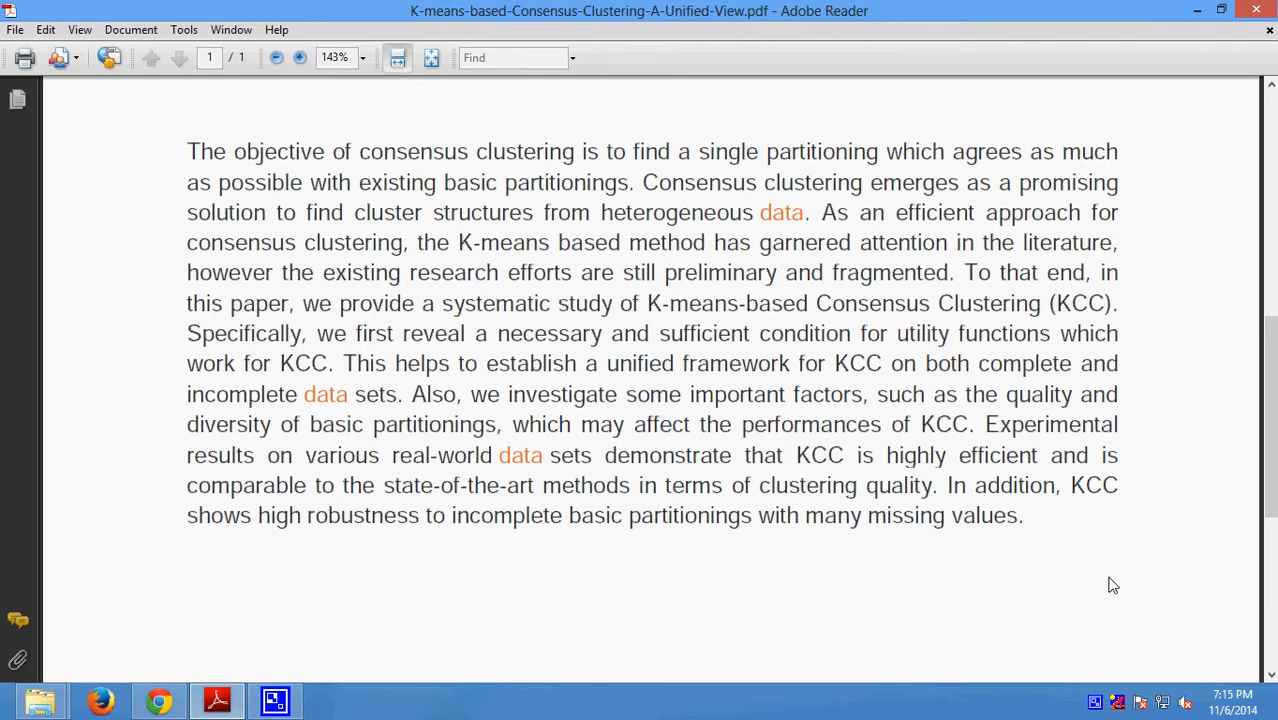 K-means-based-Consensus-Clustering-A-Unified-View.pdf - Adobe Reader
File Edit View Document Tools Window Help
1 / 1 143% Find
The objective of consensus clustering is to find a single partitioning which agrees as much
as possible with existing basic partitionings. Consensus clustering emerges as a promising
solution to find cluster structures from heterogeneous data. As an efficient approach for
consensus clustering, the K-means based method has garnered attention in the literature,
however the existing research efforts are still preliminary and fragmented. To that end, in
this paper, we provide a systematic study of K-means-based Consensus Clustering (KCC).
Specifically, we first reveal a necessary and sufficient condition for utility functions which
work for KCC. This helps to establish a unified framework for KCC on both complete and
incomplete data sets. Also, we investigate some important factors, such as the quality and
diversity of basic partitionings, which may affect the performances of KCC. Experimental
results on various real-world data sets demonstrate that KCC is highly efficient and is
comparable to the state-of-the-art methods in terms of clustering quality. In addition, KCC
shows high robustness to incomplete basic partitionings with many missing values.
7:15 PM
11/6/2014